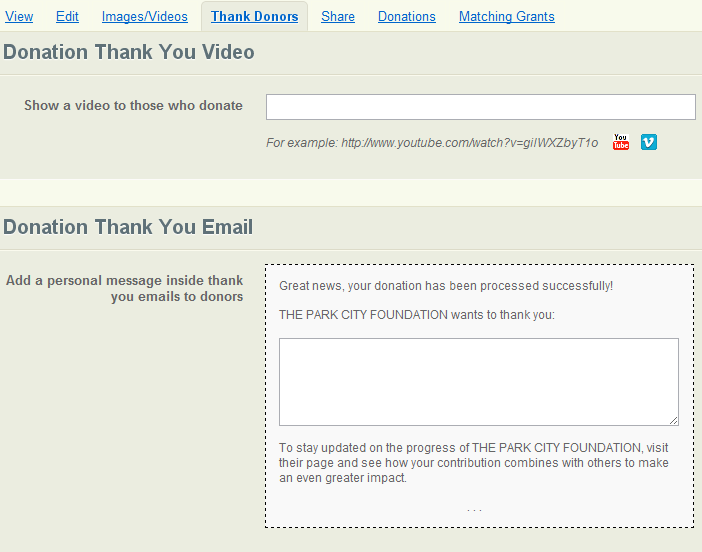 View Edit Images/Videos Thank Donors Share Donations Matching Grants
Donation Thank You Video
Show a video to those who donate
For example: http://www.youtube.com/watch?v=giIWXZbyT1o You Tube
Donation Thank You Email
Add a personal message inside thank
you emails to donors
Great news, your donation has been processed successfully!
THE PARK CITY FOUNDATION wants to thank you:
To stay updated on the progress of THE PARK CITY FOUNDATION, visit
their page and see how your contribution combines with others to make
an even greater impact.
. . .